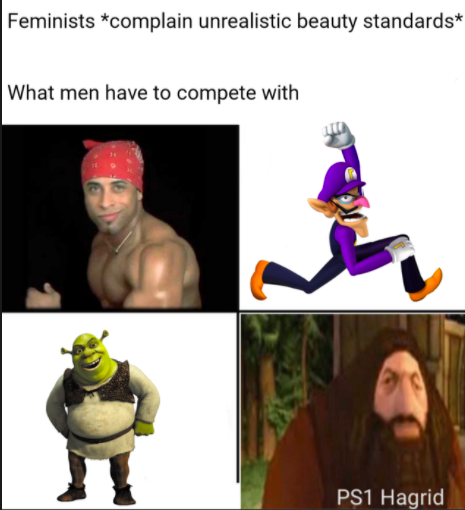 Feminists *complain unrealistic beauty standards*
What men have to compete with
PS1 Hagrid